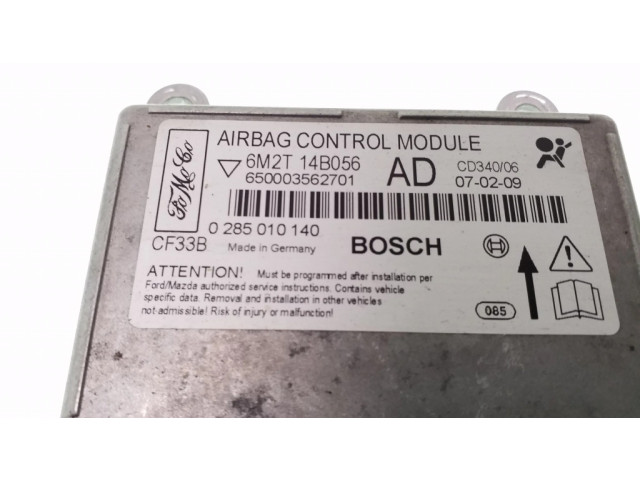 FoMoCo
AIRBAG CONTROL MODULE
6M2T 14B056 AD CD340/06
650003562701 07-02-09
0 285 010 140
CF33B Made in Germany BOSCH
ATTENTION! Must be programmed after installation per
Ford/Mazda authorized service instructions. Contains vehicle
specific data. Removal and installation in other vehicles
not-admissible! Risk of injury or malfunction!
085